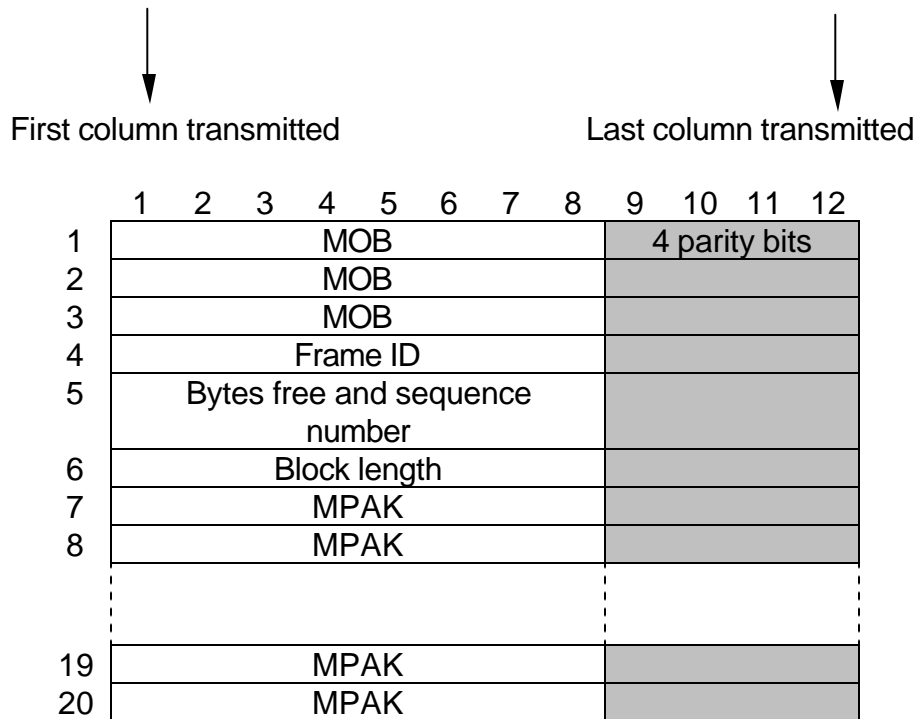 First column transmitted Last column transmitted
1 2 3 4 5 6 7 8 9 10 11 12
1 MOB 4 parity bits
2 MOB
3 MOB
4 Frame ID
5 Bytes free and sequence
number
6 Block length
7 MPAK
8 MPAK
19 MPAK
20 MPAK